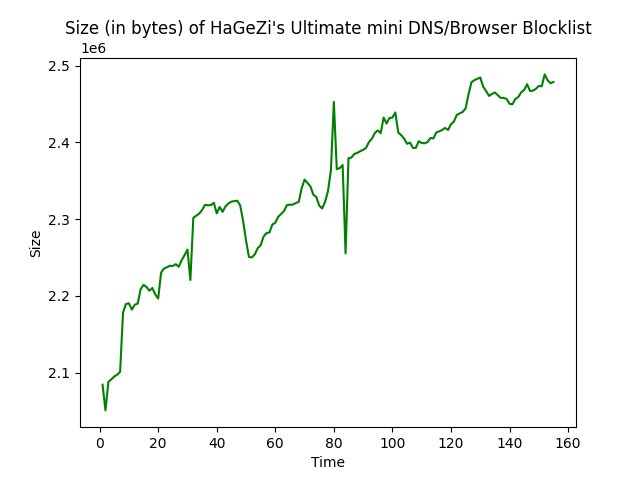 Size (in bytes) of HaGeZi's Ultimate mini DNS/Browser Blocklist
1e6
2.5
2.4
2.3
2.2
2.1
Size
0 20 40 60 80 100 120 140 160
Time